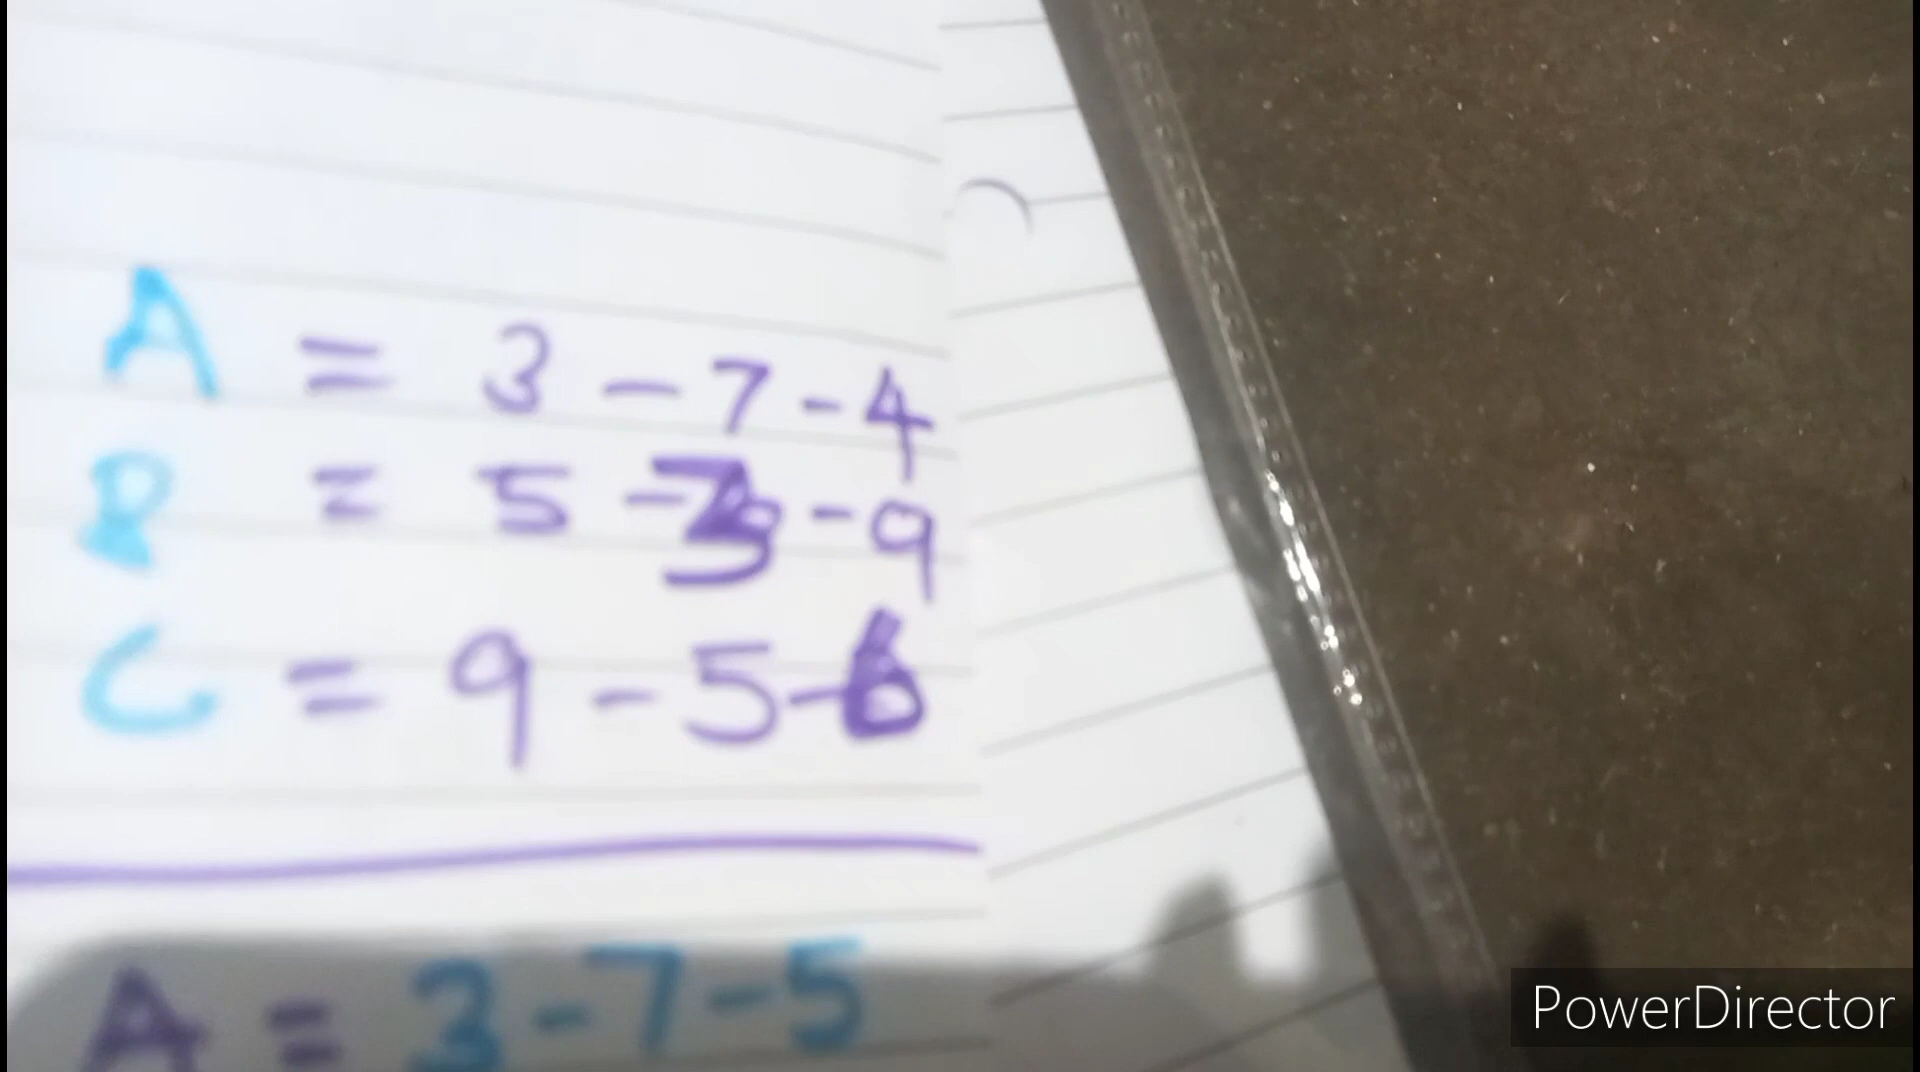 A = 3 - 7 - 4
B = 5 - 3 - 9
C = 9 - 5 - 6
A = 3 - 7 - 5
PowerDirector